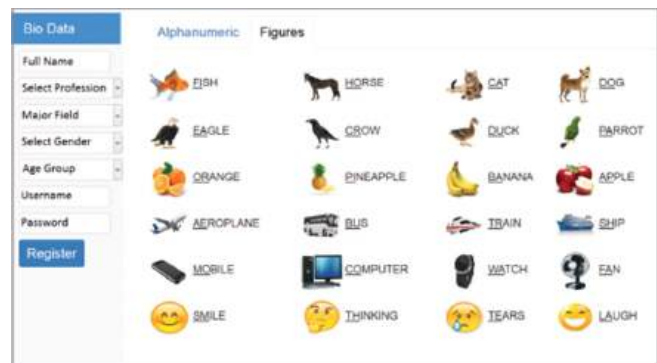 Bio Data
Alphanumeric Figures
Full Name
Select Profession
Major Field
Select Gender
Age Group
Username
Password
Register
FISH HORSE CAT DOG
EAGLE CROW DUCK PARROT
ORANGE PINEAPPLE BANANA APPLE
AEROPLANE BUS TRAIN SHIP
MOBILE COMPUTER WATCH FAN
SMILE THINKING TEARS LAUGH